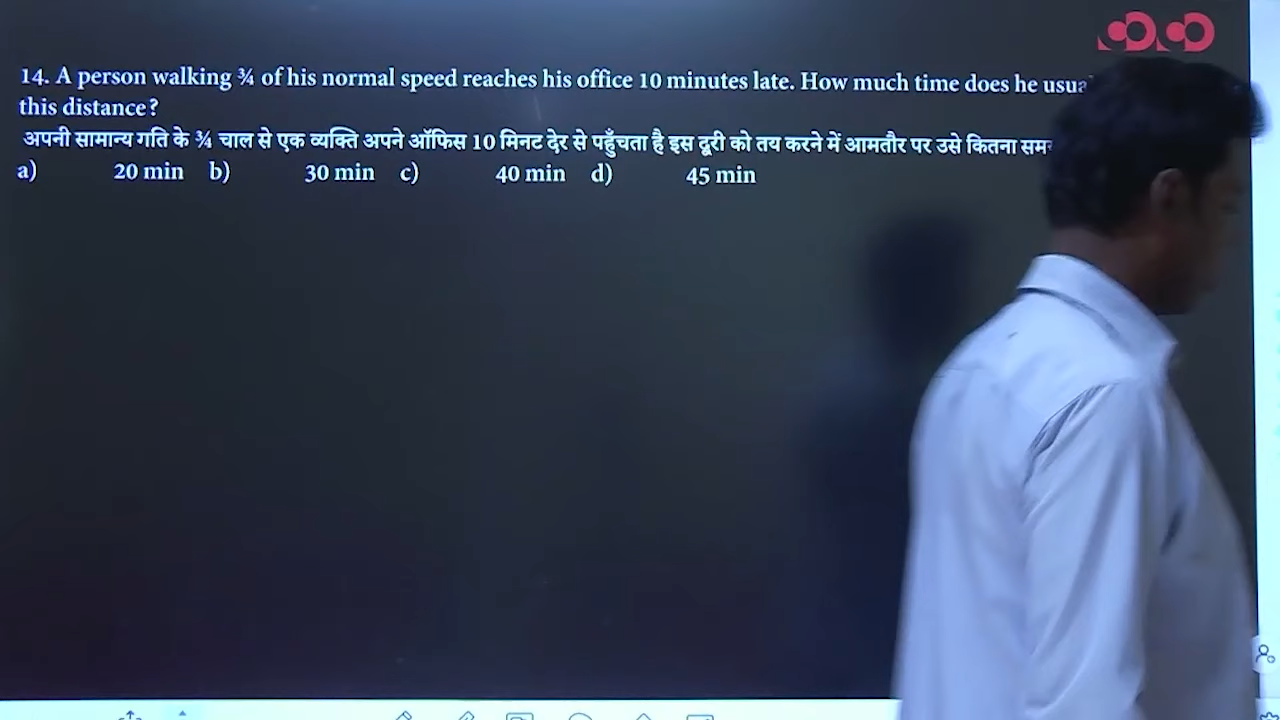 14. A person walking ¾ of his normal speed reaches his office 10 minutes late. How much time does he
this distance?
अपनी सामान्य गति के ¾ चाल से एक व्यक्ति अपने ऑफिस 10 मिनट देर से पहुँचता है इस दूरी को तय करने में आमतौर पर उसे कितना
a) 20 min b) 30 min c) 40 min d) 45 min